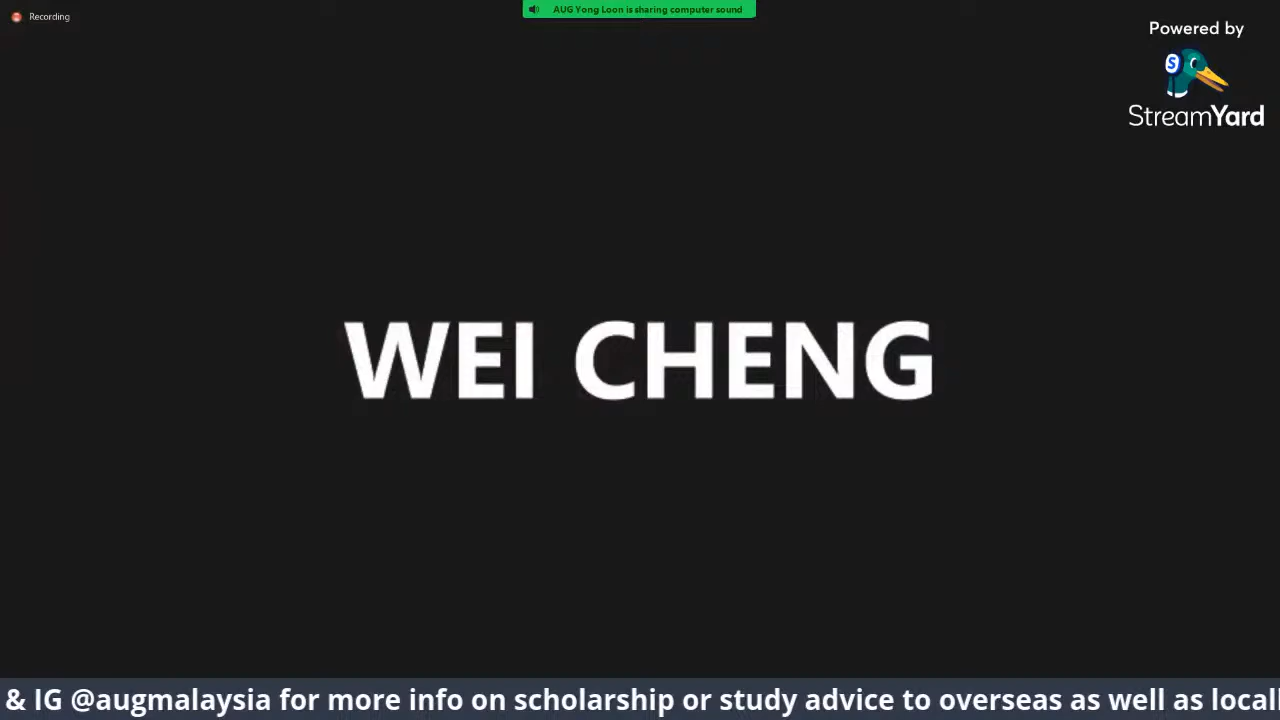 Recording
AUG Yong Loon is sharing computer sound
Powered by
S
StreamYard
WEI CHENG
& IG @augmalaysia for more info on scholarship or study advice to overseas as well as locall